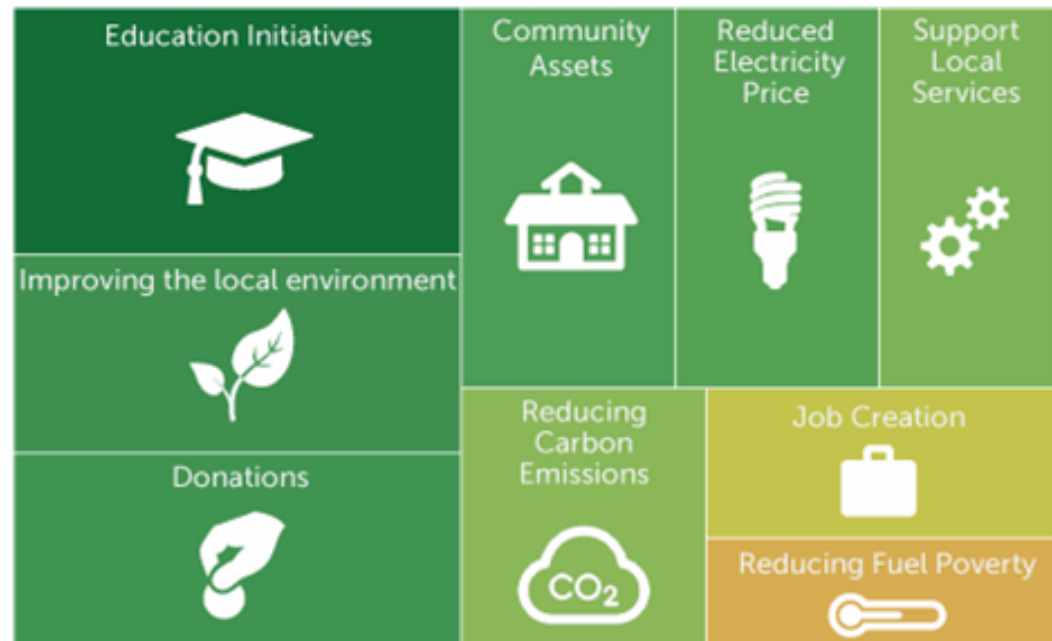 Education Initiatives
Improving the local environment
Donations
Community
Assets
Reduced
Electricity
Price
Support
Local
Services
Reducing
Carbon
Emissions
CO₂
Job Creation
Reducing Fuel Poverty